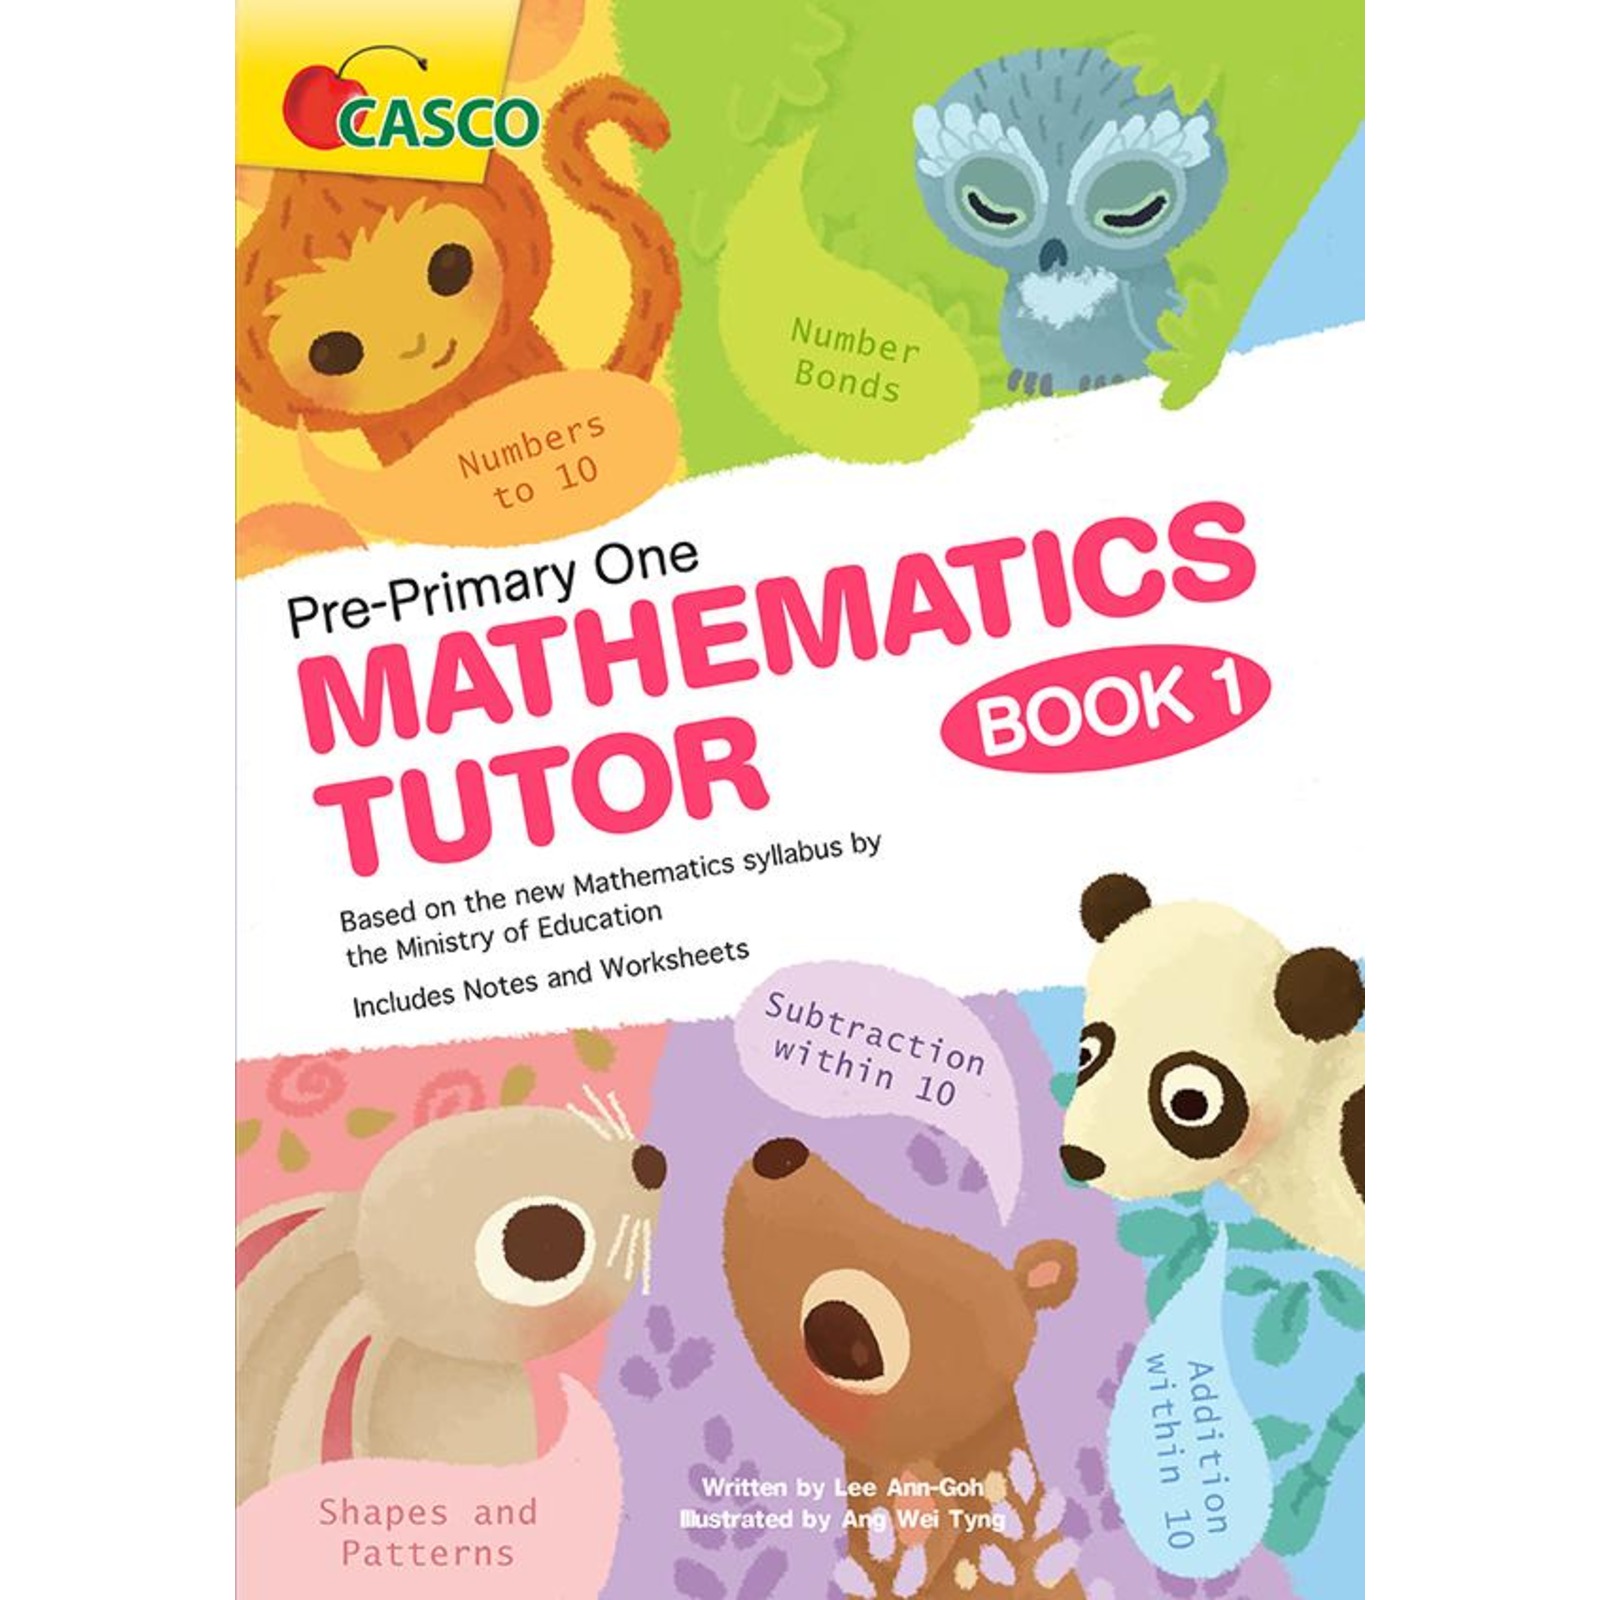 CASCO
Number
Bonds
Numbers
to 10
Pre-Primary One
MATHEMATICS
TUTOR
BOOK 1
Based on the new Mathematics syllabus by
the Ministry of Education
Includes Notes and Worksheets
Subtraction
within 10
Addition
within 10
Written by Lee Ann-Goh
Illustrated by Ang Wei Tyng
Shapes and
Patterns